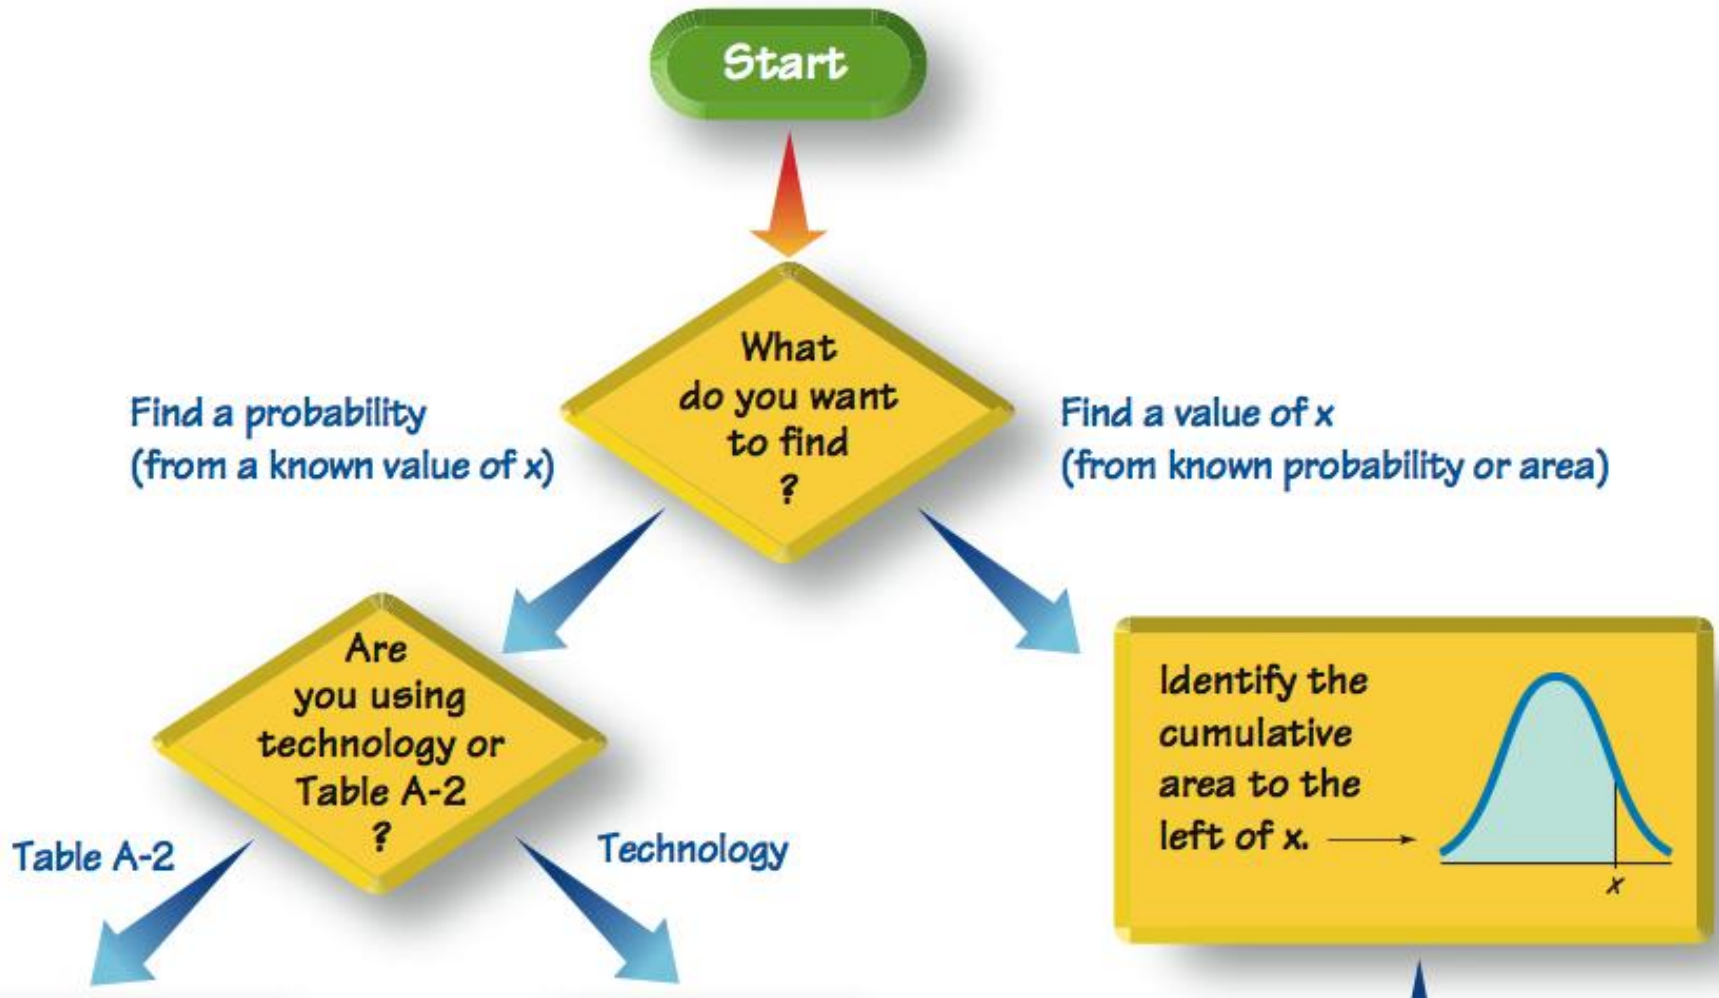 Start
What
do you want
to find
?
Find a probability
(from a known value of x)
Find a value of x
(from known probability or area)
Are
you using
technology or
Table A-2
?
Table A-2
Technology
Identify the
cumulative
area to the
left of x.
x